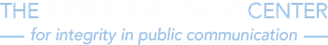 THE CENTER
for integrity in public communication